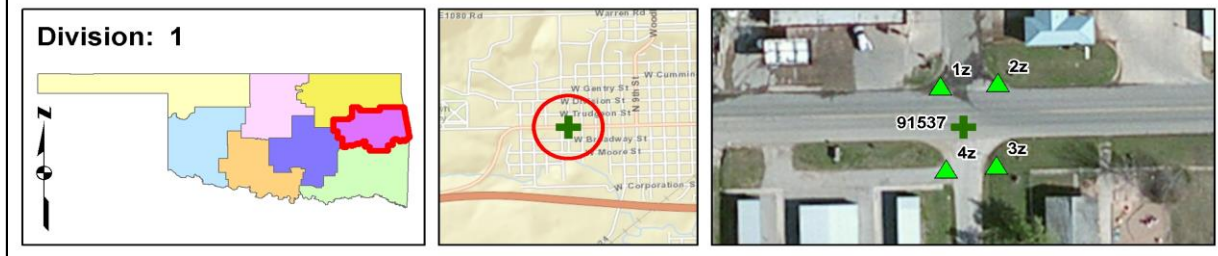 Division: 1
N
E1080 Rd
Warren Rd
W Cummin
W Gentry St
W Division St
W Trudgeon St
N 9th St
W Broadway St
W Moore St
W Corporation S
1z
2z
91537
4z
3z